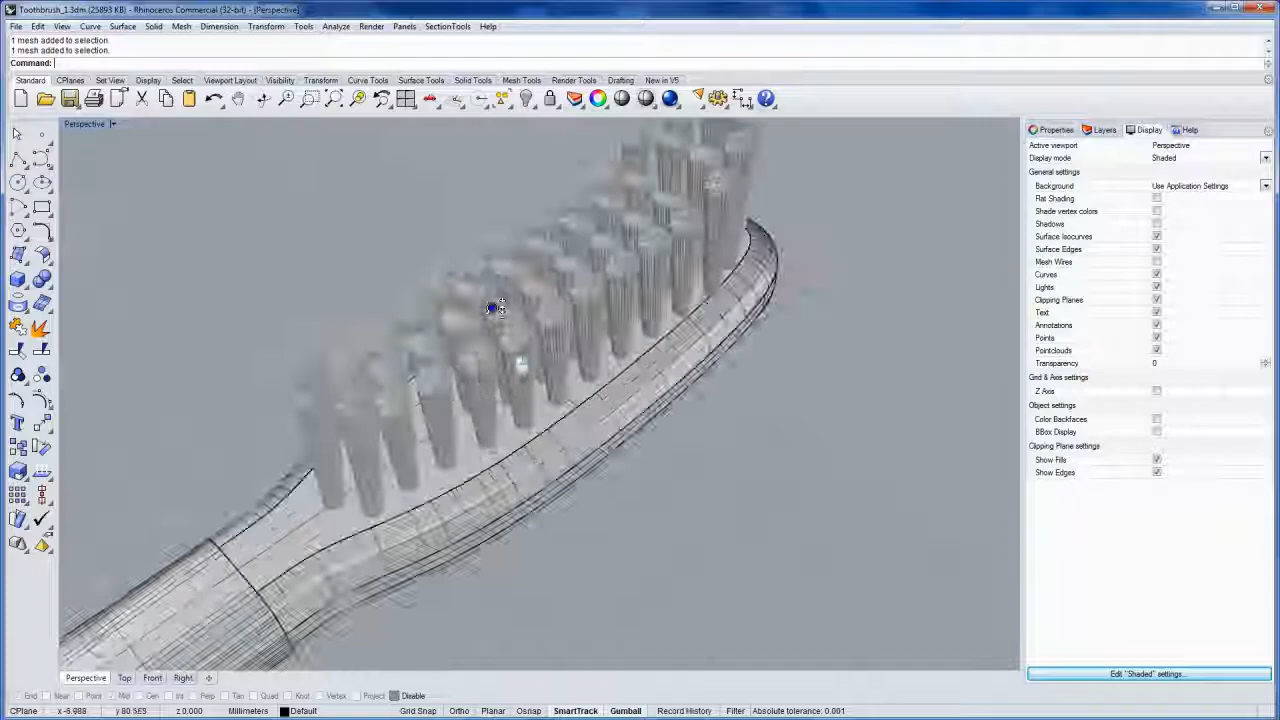 Toothbrush_1.3dm (25893 KB) - Rhinoceros Commercial (32-bit) - [Perspective]
File Edit View Curve Surface Solid Mesh Dimension Transform Tools Analyze Render Panels SectionTools Help
1 mesh added to selection.
1 mesh added to selection.
Command:
Standard CPlanes Set View Display Select Viewport Layout Visibility Transform Curve Tools Surface Tools Solid Tools Mesh Tools Render Tools Drafting New in V5
Perspective
Properties Layers Display Help
Active viewport Perspective
Display mode Shaded
General settings
Background Use Application Settings
Flat Shading
Shade vertex colors
Shadows
Surface Isocurves
Surface Edges
Mesh Wires
Curves
Lights
Clipping Planes
Text
Annotations
Points
Pointclouds
Transparency 0
Grid & Axis settings
Z Axis
Object settings
Color Backfaces
BBox Display
Clipping Plane settings
Show Fills
Show Edges
Edit "Shaded" settings...
Perspective Top Front Right
End Near Point Mid Cen Int Perp Tan Quad Knot Vertex Project Disable
CPlane x -6.988 y 80.565 z 0.000 Millimeters Default Grid Snap Ortho Planar Osnap SmartTrack Gumball Record History Filter Absolute tolerance: 0.001